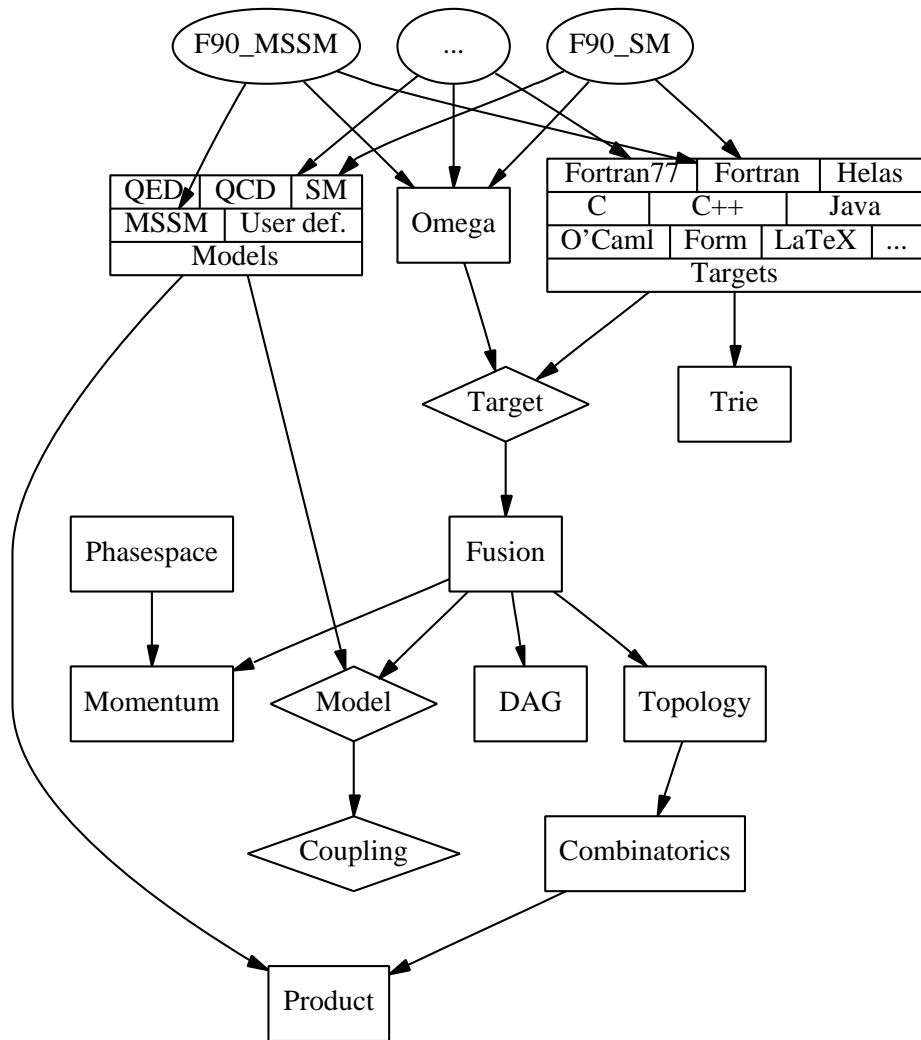 F90_MSSM ... F90_SM
QED QCD SM
MSSM User def.
Models
Omega
Fortran77 Fortran Helas
C C++ Java
O'Caml Form LaTeX ...
Targets
Target
Trie
Phasespace
Fusion
Momentum
Model
DAG
Topology
Coupling
Combinatorics
Product